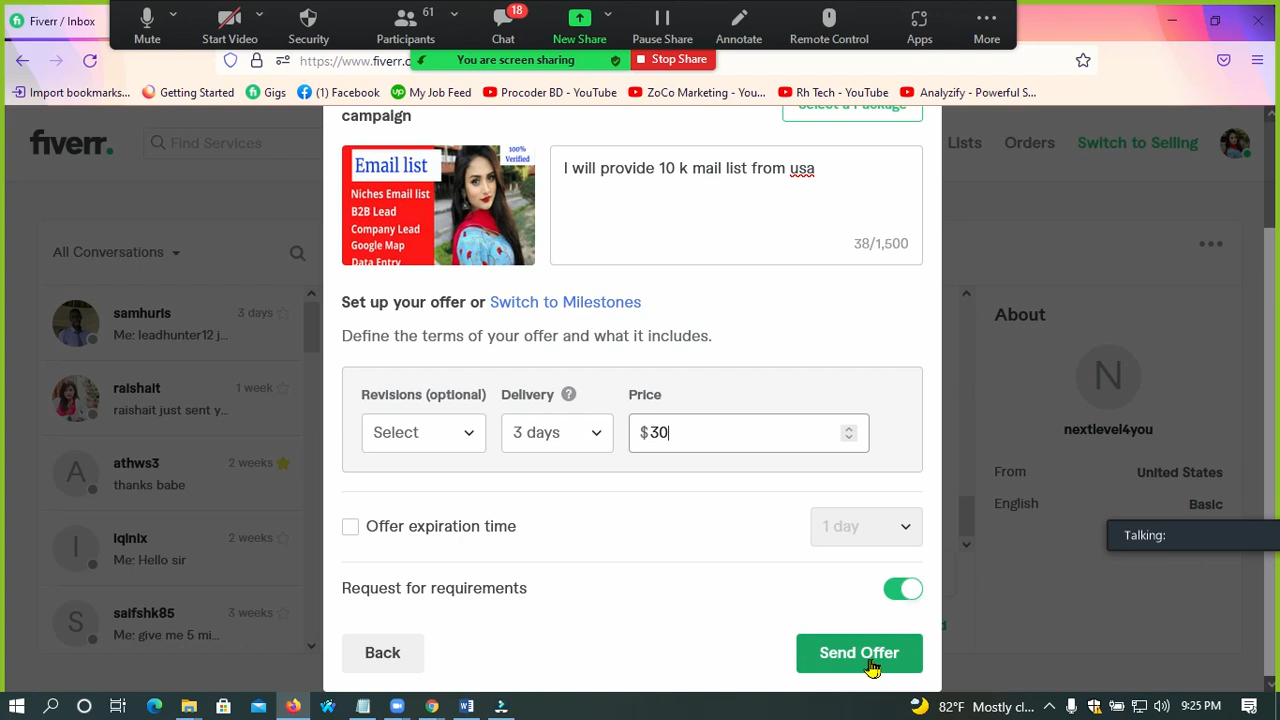 Fiverr / Inbox
61
18
Mute
Start Video
Security
Participants
Chat
New Share
Pause Share
Annotate
Remote Control
Apps
More
https://www.fiverr.c
You are screen sharing
Stop Share
Import bookmarks...
Getting Started
Gigs
(1) Facebook
My Job Feed
Procoder BD - YouTube
ZoCo Marketing - You...
Rh Tech - YouTube
Analyzify - Powerful S...
campaign
Select a Package
fiverr.
Find Services
Lists
Orders
Switch to Selling
Email list
100%
Verified
Niches Email list
B2B Lead
Company Lead
Google Map
Data Entry
I will provide 10 k mail list from usa
38/1,500
All Conversations
samhuris
3 days
Me: leadhunter12 j...
raishait
1 week
raishait just sent y...
A
athws3
2 weeks
thanks babe
I
iqinix
2 weeks
Me: Hello sir
S
saifshk85
3 weeks
Me: give me 5 mi...
Set up your offer or Switch to Milestones
Define the terms of your offer and what it includes.
Revisions (optional)
Delivery
?
Price
Select
3 days
$30
Offer expiration time
1 day
Request for requirements
Back
Send Offer
About
N
nextlevel4you
From
United States
English
Basic
Talking:
82°F Mostly cl...
9:25 PM